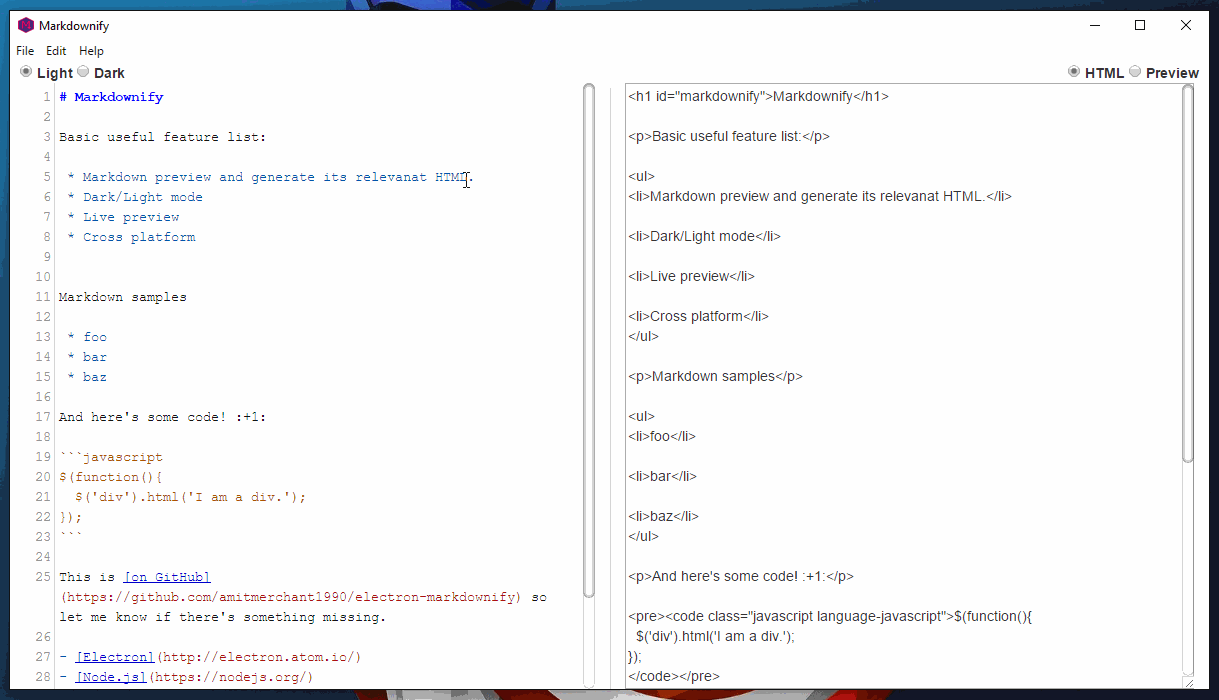 Markdownify
File Edit Help
Light Dark HTML Preview
1 # Markdownify
2
3 Basic useful feature list:
4
5  * Markdown preview and generate its relevanat HTML.
6  * Dark/Light mode
7  * Live preview
8  * Cross platform
9
10
11 Markdown samples
12
13  * foo
14  * bar
15  * baz
16
17 And here's some code! :+1:
18
19 ```javascript
20 $(function(){
21   $('div').html('I am a div.');
22 });
23 ```
24
25 This is [on GitHub]
(https://github.com/amitmerchant1990/electron-markdownify) so
let me know if there's something missing.
26
27 - [Electron](http://electron.atom.io/)
28 - [Node.js](https://nodejs.org/)
<h1 id="markdownify">Markdownify</h1>
<p>Basic useful feature list:</p>
<ul>
<li>Markdown preview and generate its relevanat HTML.</li>
<li>Dark/Light mode</li>
<li>Live preview</li>
<li>Cross platform</li>
</ul>
<p>Markdown samples</p>
<ul>
<li>foo</li>
<li>bar</li>
<li>baz</li>
</ul>
<p>And here's some code! :+1:</p>
<pre><code class="javascript language-javascript">$(function(){
  $('div').html('I am a div.');
});
</code></pre>